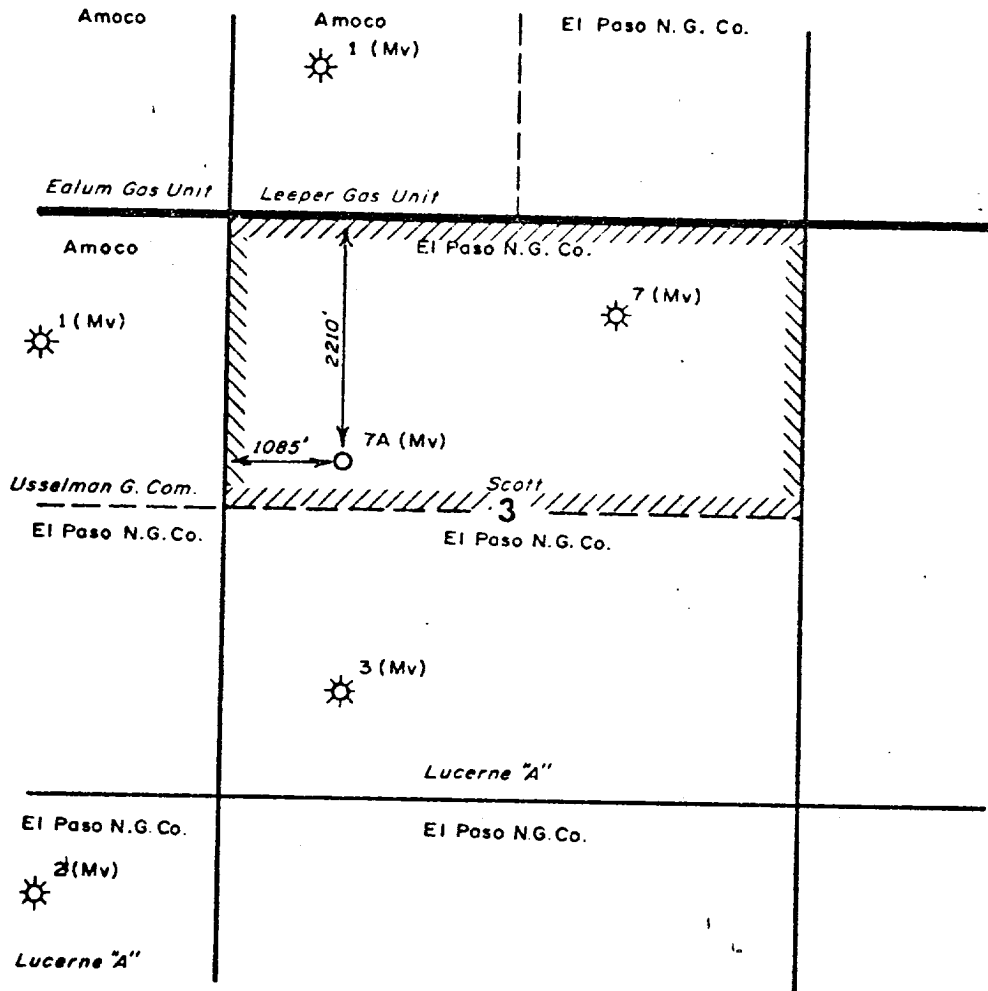 Amoco
Amoco
El Paso N. G. Co.
1 (Mv)
Ealum Gas Unit
Leeper Gas Unit
Amoco
El Paso N.G. Co.
1 (Mv)
7 (Mv)
2210'
1085'
7A (Mv)
Usselman G. Com.
Scott
3
El Paso N.G. Co.
El Paso N.G. Co.
3 (Mv)
Lucerne "A"
El Paso N.G. Co.
El Paso N.G. Co.
(Mv)
Lucerne "A"